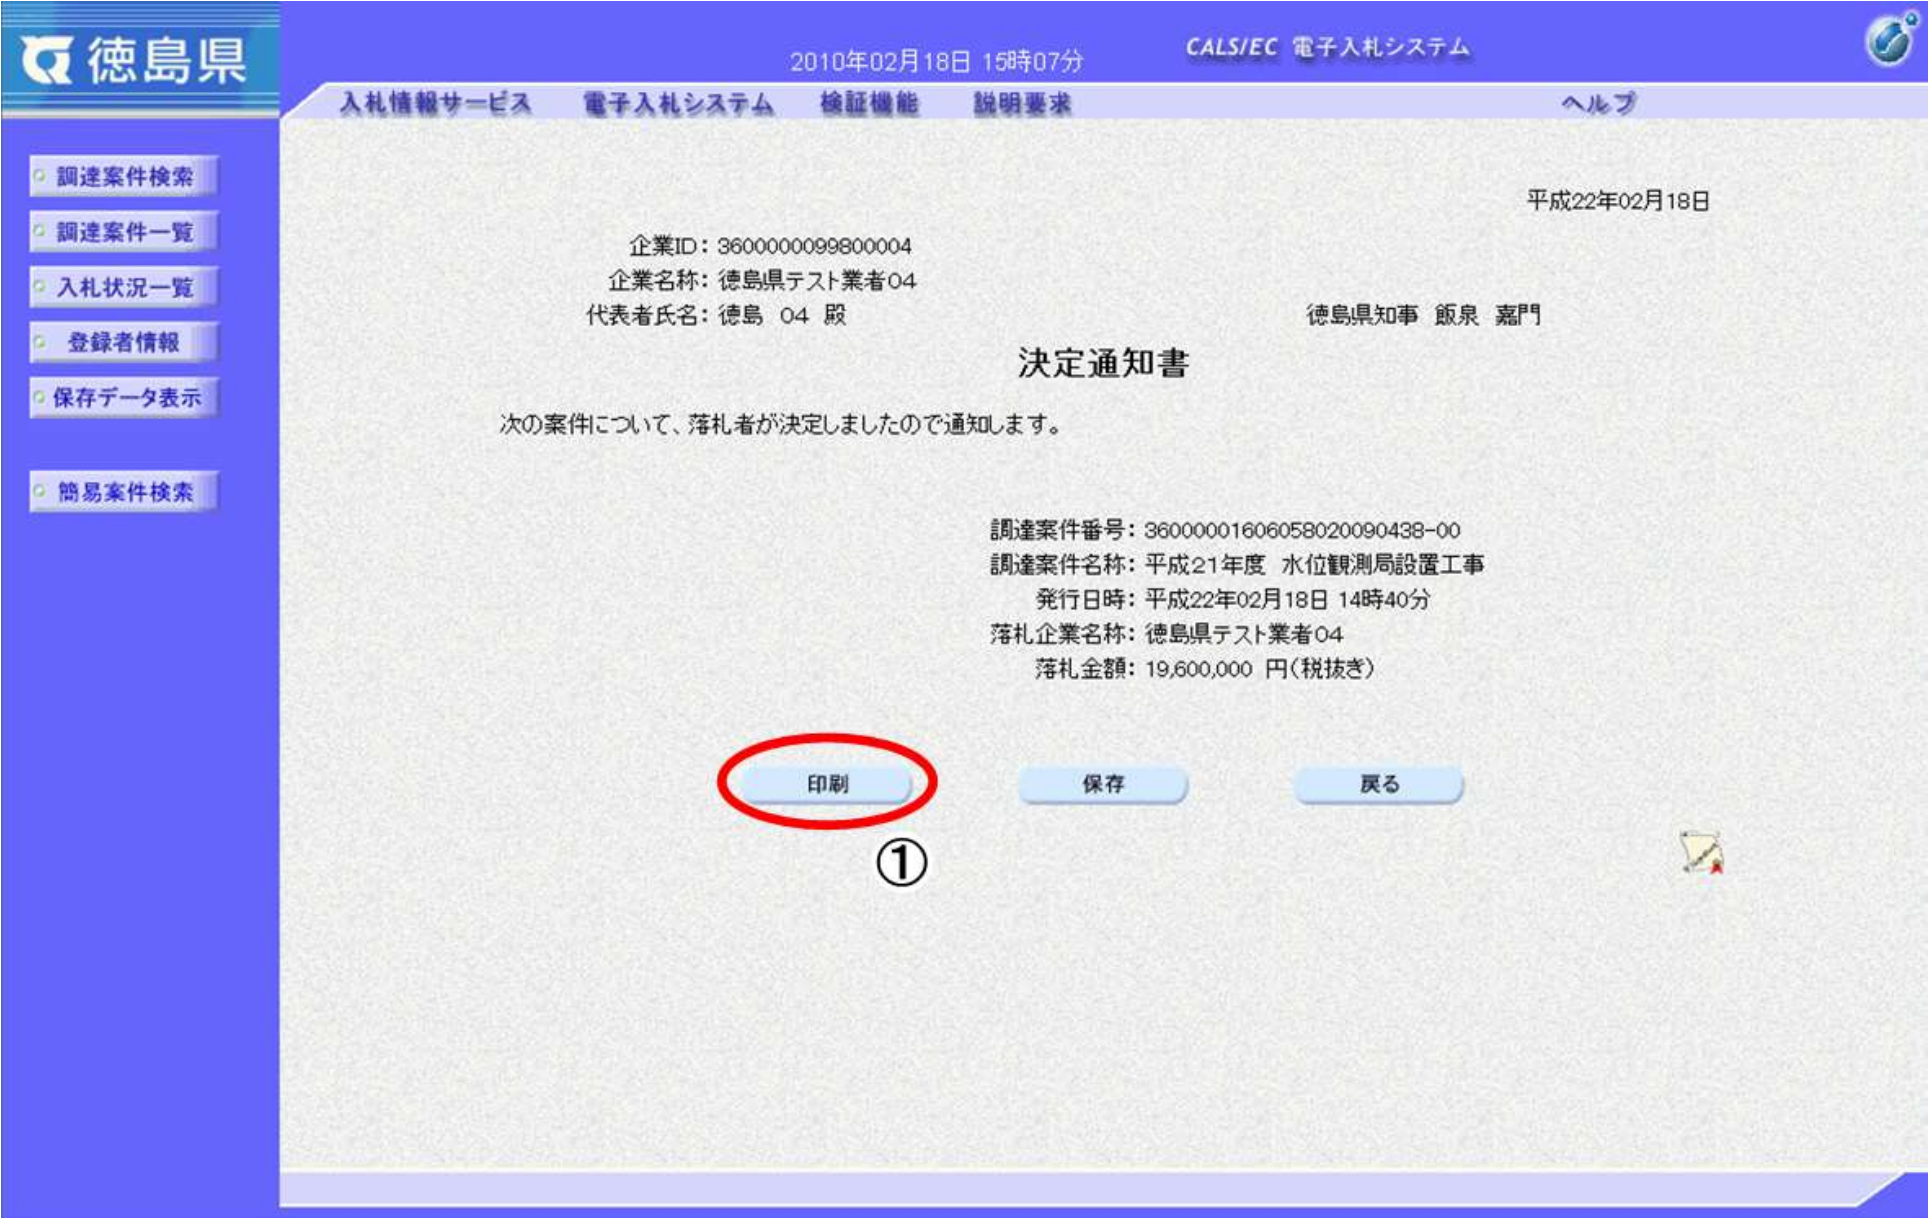 徳島県
2010年02月18日 15時07分
CALS/EC 電子入札システム
入札情報サービス 電子入札システム 検証機能 説明要求 ヘルプ
調達案件検索
調達案件一覧
入札状況一覧
登録者情報
保存データ表示
簡易案件検索
平成22年02月18日
企業ID：3600000099800004
企業名称：徳島県テスト業者04
代表者氏名：徳島 04 殿
徳島県知事 飯泉 嘉門
決定通知書
次の案件について、落札者が決定しましたので通知します。
調達案件番号：3600000160605802009043​8-00
調達案件名称：平成21年度 水位観測局設置工事
発行日時：平成22年02月18日 14時40分
落札企業名称：徳島県テスト業者04
落札金額：19,600,000 円（税抜き）
印刷 保存 戻る
①